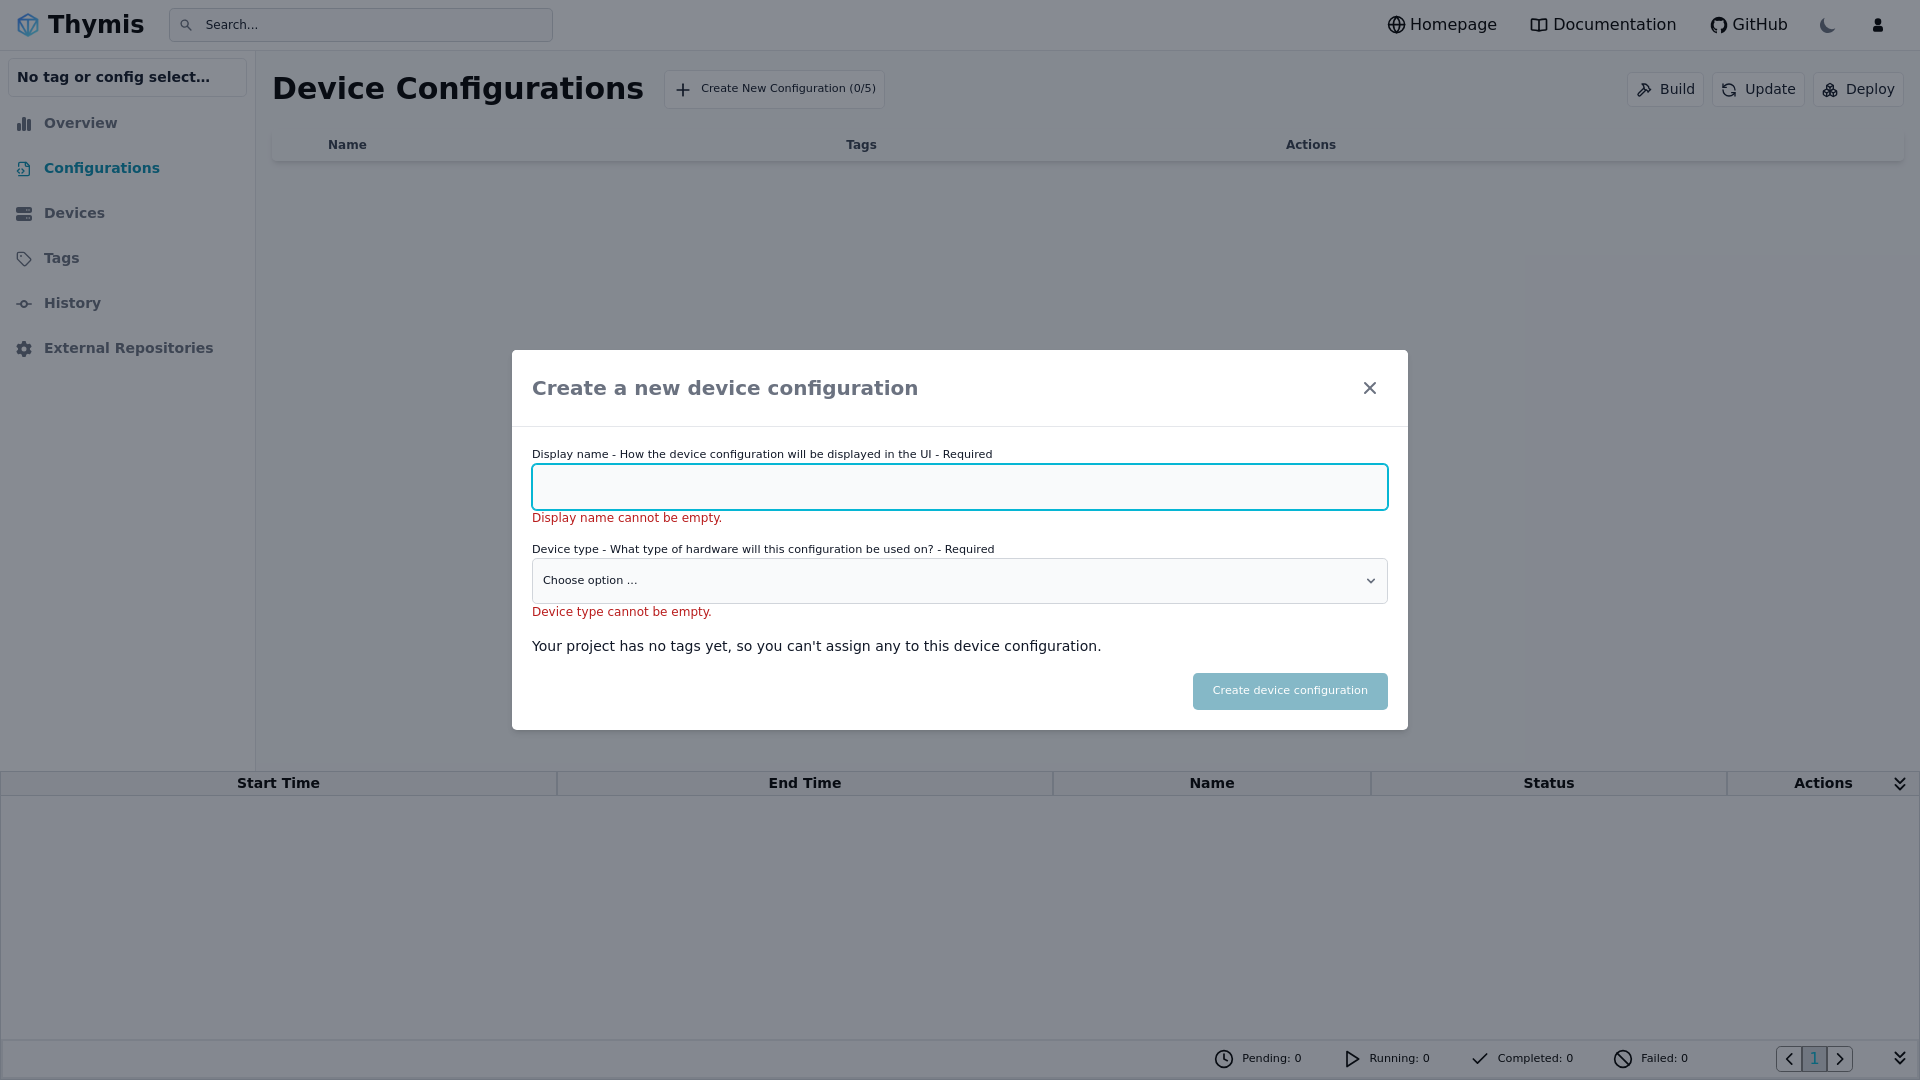 Thymis
Search...
Homepage
Documentation
GitHub
No tag or config select...
Overview
Configurations
Devices
Tags
History
External Repositories
Device Configurations
Create New Configuration (0/5)
Build
Update
Deploy
Name Tags Actions
Create a new device configuration
Display name - How the device configuration will be displayed in the UI - Required
Display name cannot be empty.
Device type - What type of hardware will this configuration be used on? - Required
Choose option ...
Device type cannot be empty.
Your project has no tags yet, so you can't assign any to this device configuration.
Create device configuration
Start Time End Time Name Status Actions
Pending: 0 Running: 0 Completed: 0 Failed: 0 1